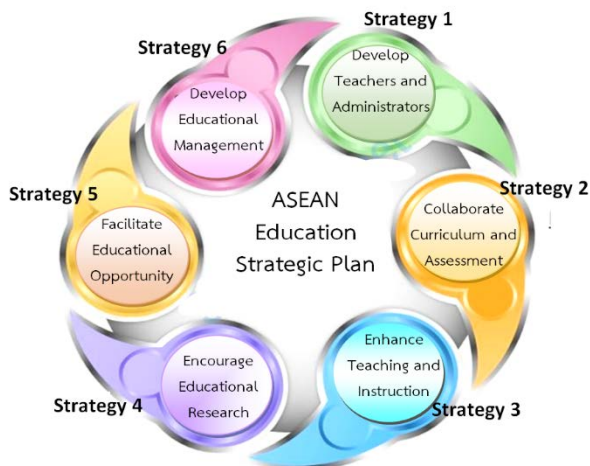 Strategy 1
Develop
Teachers and
Administrators
Strategy 2
Collaborate
Curriculum and
Assessment
Enhance
Teaching and
Instruction
Strategy 3
Encourage
Educational
Research
Strategy 4
Strategy 5
Facilitate
Educational
Opportunity
Strategy 6
Develop
Educational
Management
ASEAN
Education
Strategic Plan